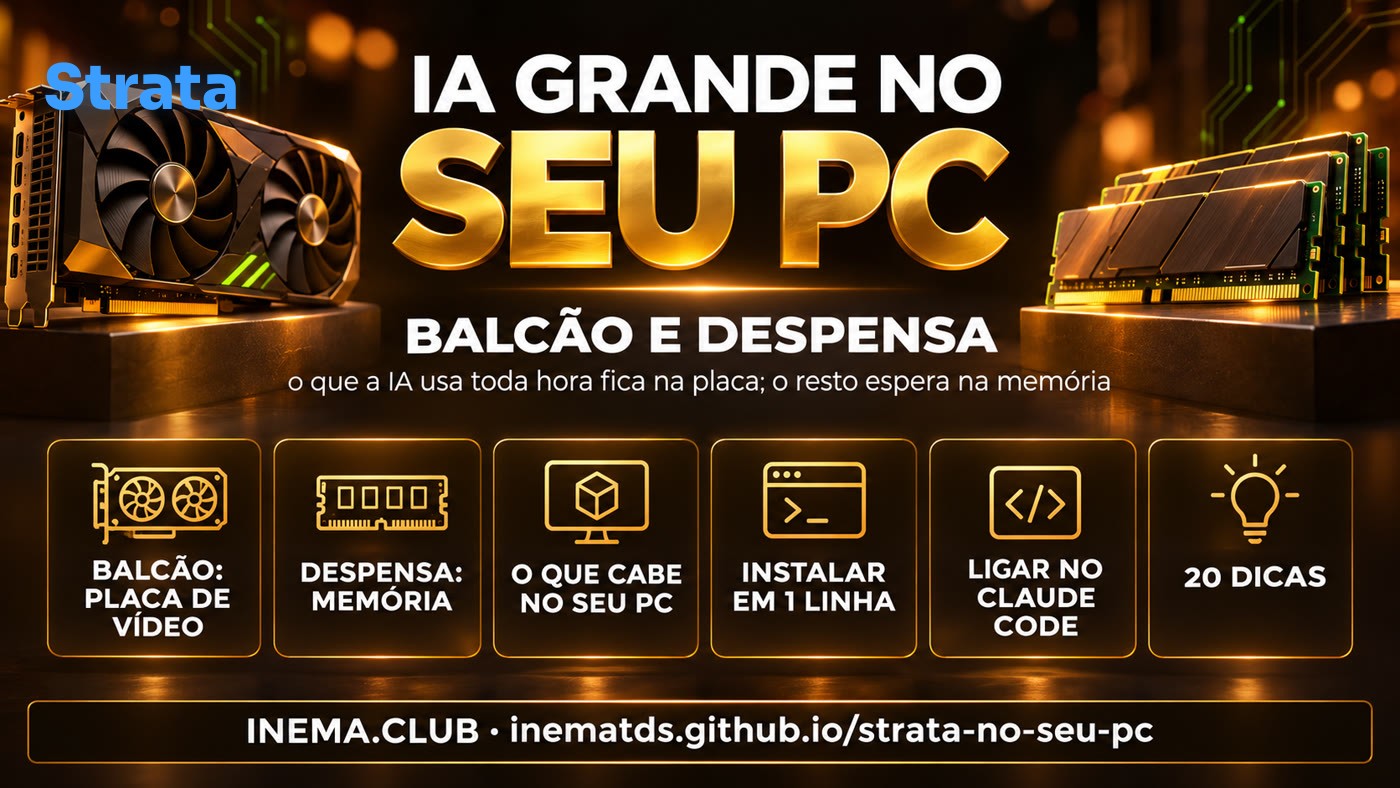 Strata
IA GRANDE NO
SEU PC
BALCÃO E DESPENSA
o que a IA usa toda hora fica na placa; o resto espera na memória
BALCÃO:
PLACA DE
VÍDEO
DESPENSA:
MEMÓRIA
O QUE CABE
NO SEU PC
INSTALAR
EM 1 LINHA
LIGAR NO
CLAUDE
CODE
20 DICAS
INEMA.CLUB · inematds.github.io/strata-no-seu-pc